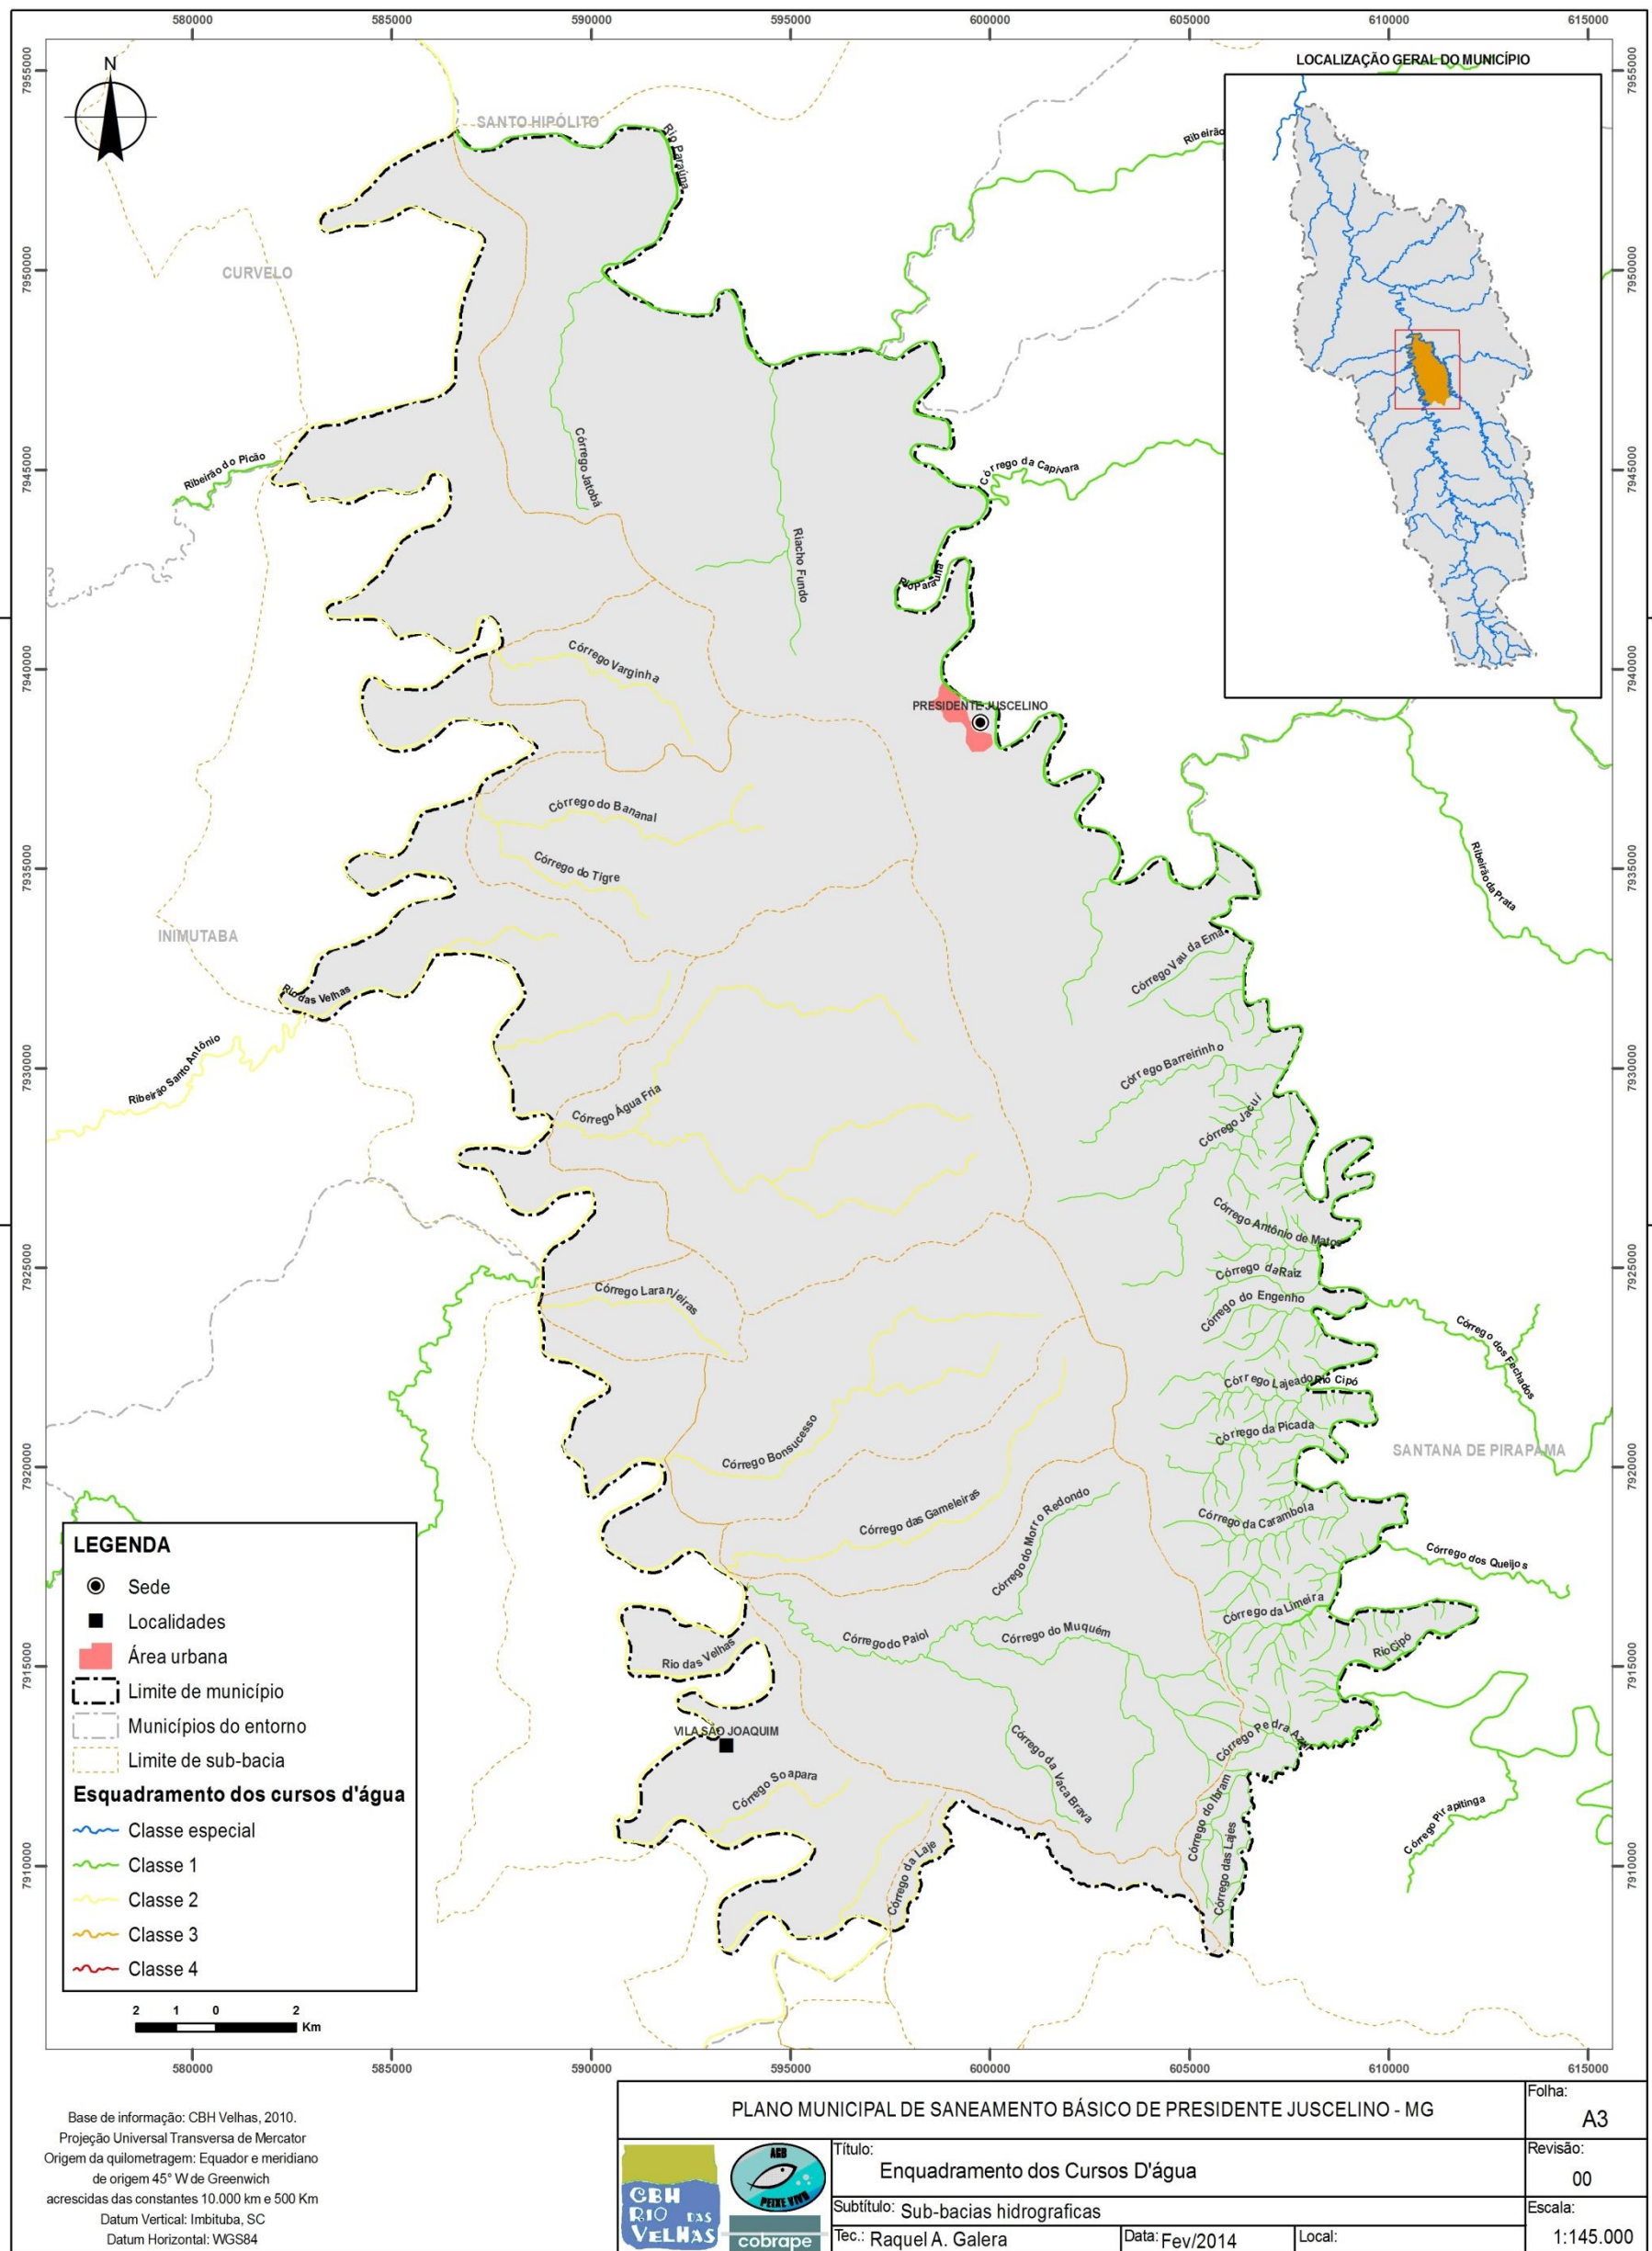 580000 585000 590000 595000 600000 605000 610000 615000
7955000
7955000
N
LOCALIZAÇÃO GERAL DO MUNICÍPIO
SANTO HIPÓLITO
Rio Paraúna
Ribeirão
7950000
7950000
CURVELO
Córrego Jatobá
Ribeirão do Picão
Córrego da Capivara
7945000
7945000
Riacho Fundo
Rio Paraúna
7940000
7940000
Córrego Varginha
PRESIDENTE JUSCELINO
Córrego do Bananal
Córrego do Tigre
Ribeirão da Prata
7935000
7935000
INIMUTABA
Córrego Vau da Ema
Rio das Velhas
Ribeirão Santo Antônio
7930000
7930000
Córrego Barreirinho
Córrego Água Fria
Córrego Jacuí
Córrego Antônio de Matos
7925000
7925000
Córrego da Raiz
Córrego Laranjeiras
Córrego do Engenho
Córrego dos Fechados
Córrego Lajeado
Rio Cipó
Córrego Bonsucesso
Córrego da Picada
SANTANA DE PIRAPAMA
7920000
7920000
Córrego das Gameleiras
Córrego do Morro Redondo
Córrego da Carambola
Córrego dos Queijos
Córrego da Limeira
Córrego do Paiol
Córrego do Muquém
Rio Cipó
Rio das Velhas
7915000
7915000
VILA SÃO JOAQUIM
Córrego da Vaca Brava
Córrego Pedra Azul
Córrego Soapara
Córrego do Ibram
Córrego Pirapitinga
Córrego da Laje
Córrego das Lajes
7910000
7910000
LEGENDA
Sede
Localidades
Área urbana
Limite de município
Municípios do entorno
Limite de sub-bacia
Esquadramento dos cursos d'água
Classe especial
Classe 1
Classe 2
Classe 3
Classe 4
2 1 0 2
Km
580000 585000 590000 595000 600000 605000 610000 615000
Base de informação: CBH Velhas, 2010.
Projeção Universal Transversa de Mercator
Origem da quilometragem: Equador e meridiano
de origem 45° W de Greenwich
acrescidas das constantes 10.000 km e 500 Km
Datum Vertical: Imbituba, SC
Datum Horizontal: WGS84
PLANO MUNICIPAL DE SANEAMENTO BÁSICO DE PRESIDENTE JUSCELINO - MG
Folha:
A3
CBH
RIO DAS
VELHAS
AGB
PEIXE VIVO
cobrape
Título:
Enquadramento dos Cursos D'água
Revisão:
00
Subtítulo: Sub-bacias hidrograficas
Escala:
1:145.000
Tec.: Raquel A. Galera
Data: Fev/2014
Local: